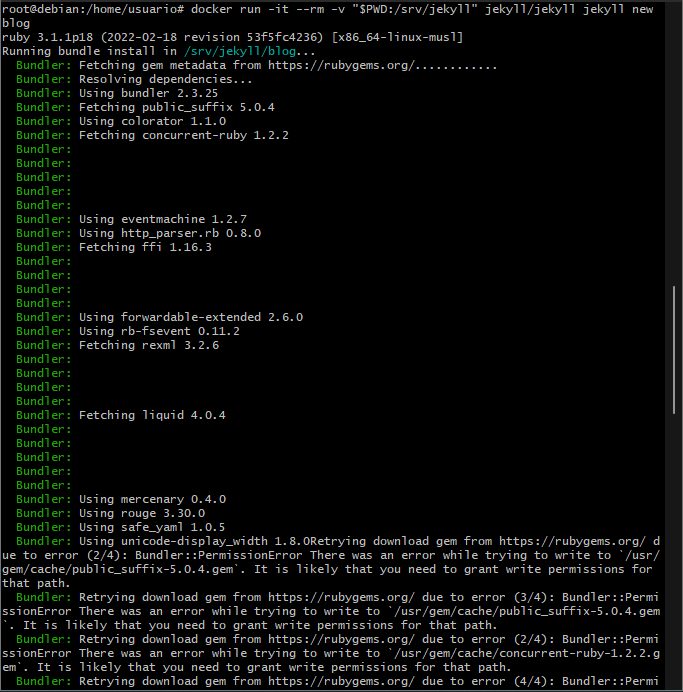 root@debian:/home/usuario# docker run -it --rm -v "$PWD:/srv/jekyll" jekyll/jekyll jekyll new
blog
ruby 3.1.1p18 (2022-02-18 revision 53f5fc4236) [x86_64-linux-musl]
Running bundle install in /srv/jekyll/blog...
  Bundler: Fetching gem metadata from https://rubygems.org/............
  Bundler: Resolving dependencies...
  Bundler: Using bundler 2.3.25
  Bundler: Fetching public_suffix 5.0.4
  Bundler: Using colorator 1.1.0
  Bundler: Fetching concurrent-ruby 1.2.2
  Bundler:
  Bundler:
  Bundler:
  Bundler:
  Bundler:
  Bundler: Using eventmachine 1.2.7
  Bundler: Using http_parser.rb 0.8.0
  Bundler: Fetching ffi 1.16.3
  Bundler:
  Bundler:
  Bundler:
  Bundler:
  Bundler: Using forwardable-extended 2.6.0
  Bundler: Using rb-fsevent 0.11.2
  Bundler: Fetching rexml 3.2.6
  Bundler:
  Bundler:
  Bundler:
  Bundler:
  Bundler: Fetching liquid 4.0.4
  Bundler:
  Bundler:
  Bundler:
  Bundler:
  Bundler:
  Bundler: Using mercenary 0.4.0
  Bundler: Using rouge 3.30.0
  Bundler: Using safe_yaml 1.0.5
  Bundler: Using unicode-display_width 1.8.0Retrying download gem from https://rubygems.org/ d
ue to error (2/4): Bundler::PermissionError There was an error while trying to write to `/usr/
gem/cache/public_suffix-5.0.4.gem`. It is likely that you need to grant write permissions for
that path.
  Bundler: Retrying download gem from https://rubygems.org/ due to error (3/4): Bundler::Permi
ssionError There was an error while trying to write to `/usr/gem/cache/public_suffix-5.0.4.gem
`. It is likely that you need to grant write permissions for that path.
  Bundler: Retrying download gem from https://rubygems.org/ due to error (2/4): Bundler::Permi
ssionError There was an error while trying to write to `/usr/gem/cache/concurrent-ruby-1.2.2.g
em`. It is likely that you need to grant write permissions for that path.
  Bundler: Retrying download gem from https://rubygems.org/ due to error (4/4): Bundler::Permi